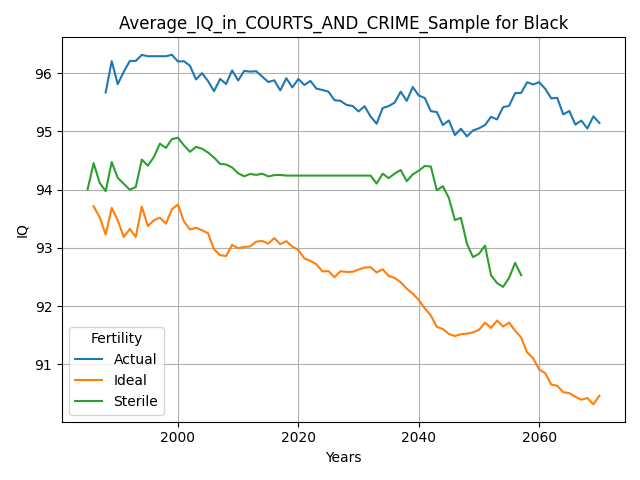 Average_IQ_in_COURTS_AND_CRIME_Sample for Black
IQ
96
95
94
93
92
91
Fertility
Actual
Ideal
Sterile
2000 2020 2040 2060
Years